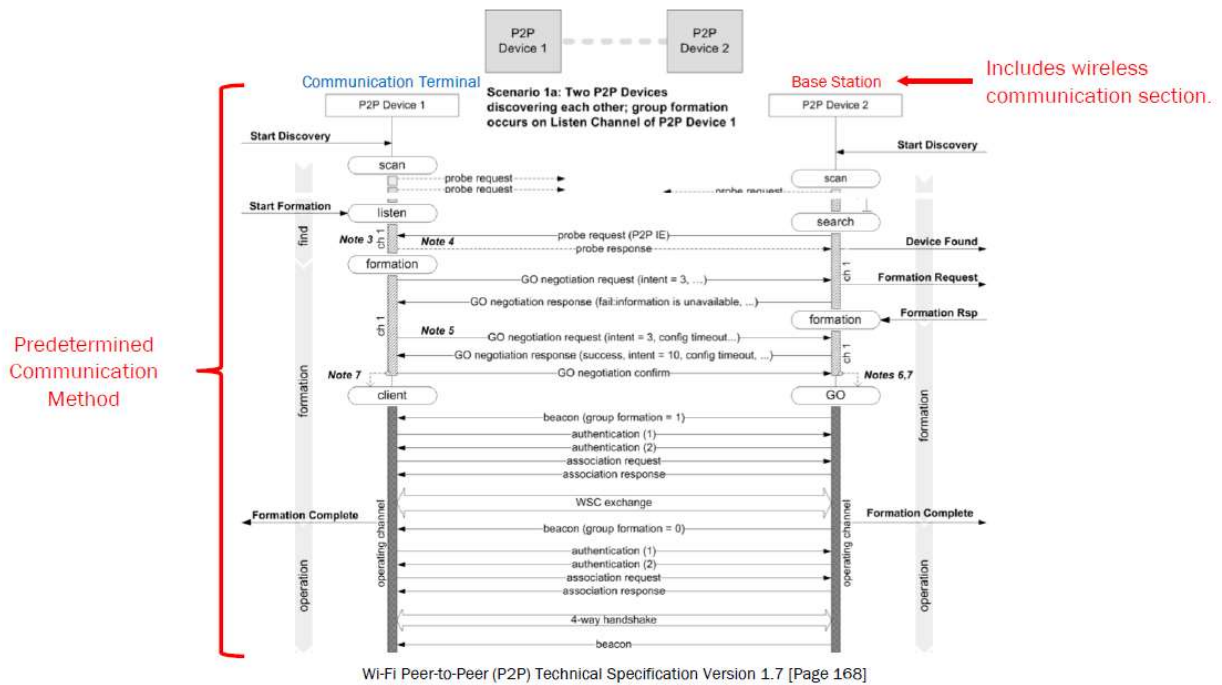 P2P
Device 1
P2P
Device 2
Communication Terminal
Base Station
Includes wireless
communication section.
P2P Device 1
Scenario 1a: Two P2P Devices
discovering each other; group formation
occurs on Listen Channel of P2P Device 1
P2P Device 2
Start Discovery
Start Discovery
scan
scan
probe request
probe request
probe request
Start Formation
listen
search
find
Note 3
ch 1
Note 4
probe request (P2P IE)
probe response
Device Found
ch 1
formation
GO negotiation request (intent = 3, ...)
Formation Request
GO negotiation response (fail:information is unavailable, ...)
formation
Formation Rsp
ch 1
Note 5
GO negotiation request (intent = 3, config timeout...)
GO negotiation response (success, intent = 10, config timeout, ...)
ch 1
Predetermined
Communication
Method
Note 7
GO negotiation confirm
Notes 6,7
client
GO
formation
formation
beacon (group formation = 1)
authentication (1)
authentication (2)
association request
association response
WSC exchange
Formation Complete
Formation Complete
operating channel
operating channel
beacon (group formation = 0)
authentication (1)
authentication (2)
association request
association response
operation
operation
4-way handshake
beacon
Wi-Fi Peer-to-Peer (P2P) Technical Specification Version 1.7 [Page 168]